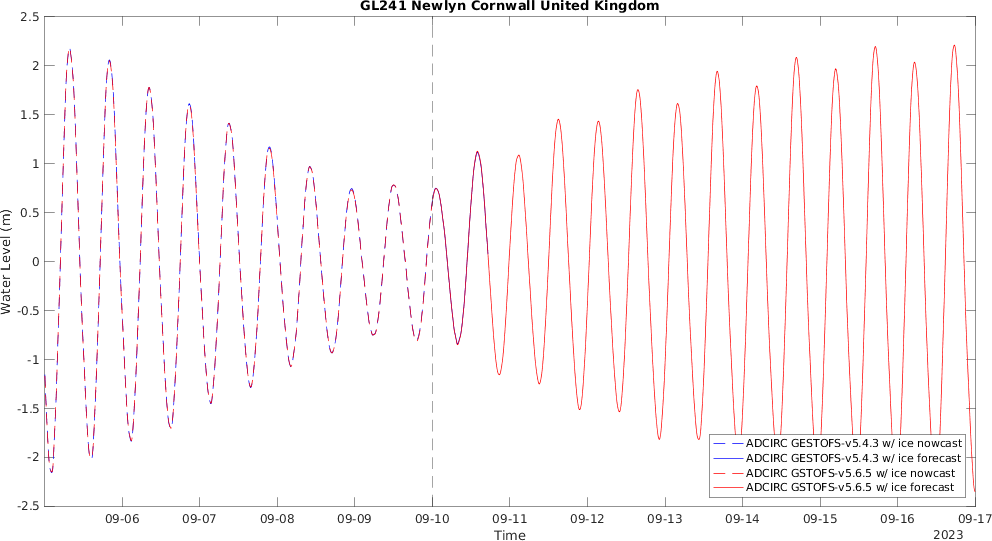 GL241 Newlyn Cornwall United Kingdom
2.5
2
1.5
1
0.5
0
-0.5
-1
-1.5
-2
-2.5
Water Level (m)
ADCIRC GESTOFS-v5.4.3 w/ ice nowcast
ADCIRC GESTOFS-v5.4.3 w/ ice forecast
ADCIRC GSTOFS-v5.6.5 w/ ice nowcast
ADCIRC GSTOFS-v5.6.5 w/ ice forecast
09-06 09-07 09-08 09-09 09-10 09-11 09-12 09-13 09-14 09-15 09-16 09-17
Time
2023